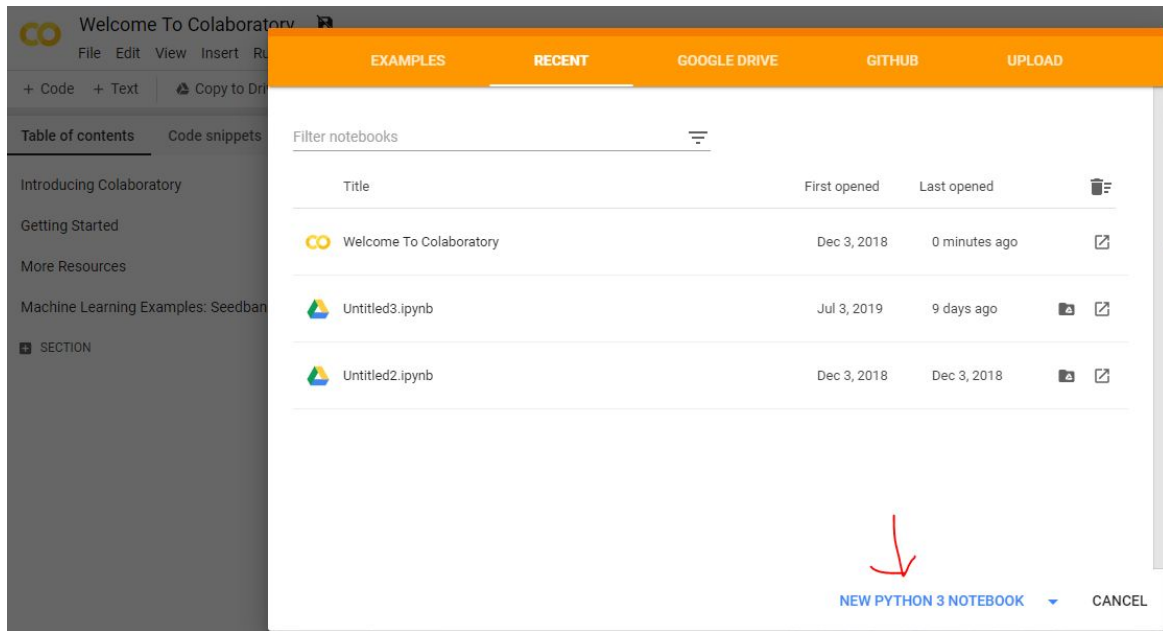 Welcome To Colaboratory
File Edit View Insert Ru
+ Code + Text Copy to Dri
Table of contents Code snippets
Introducing Colaboratory
Getting Started
More Resources
Machine Learning Examples: Seedban
SECTION
EXAMPLES RECENT GOOGLE DRIVE GITHUB UPLOAD
Filter notebooks
Title First opened Last opened
CO Welcome To Colaboratory Dec 3, 2018 0 minutes ago
Untitled3.ipynb Jul 3, 2019 9 days ago
Untitled2.ipynb Dec 3, 2018 Dec 3, 2018
NEW PYTHON 3 NOTEBOOK CANCEL